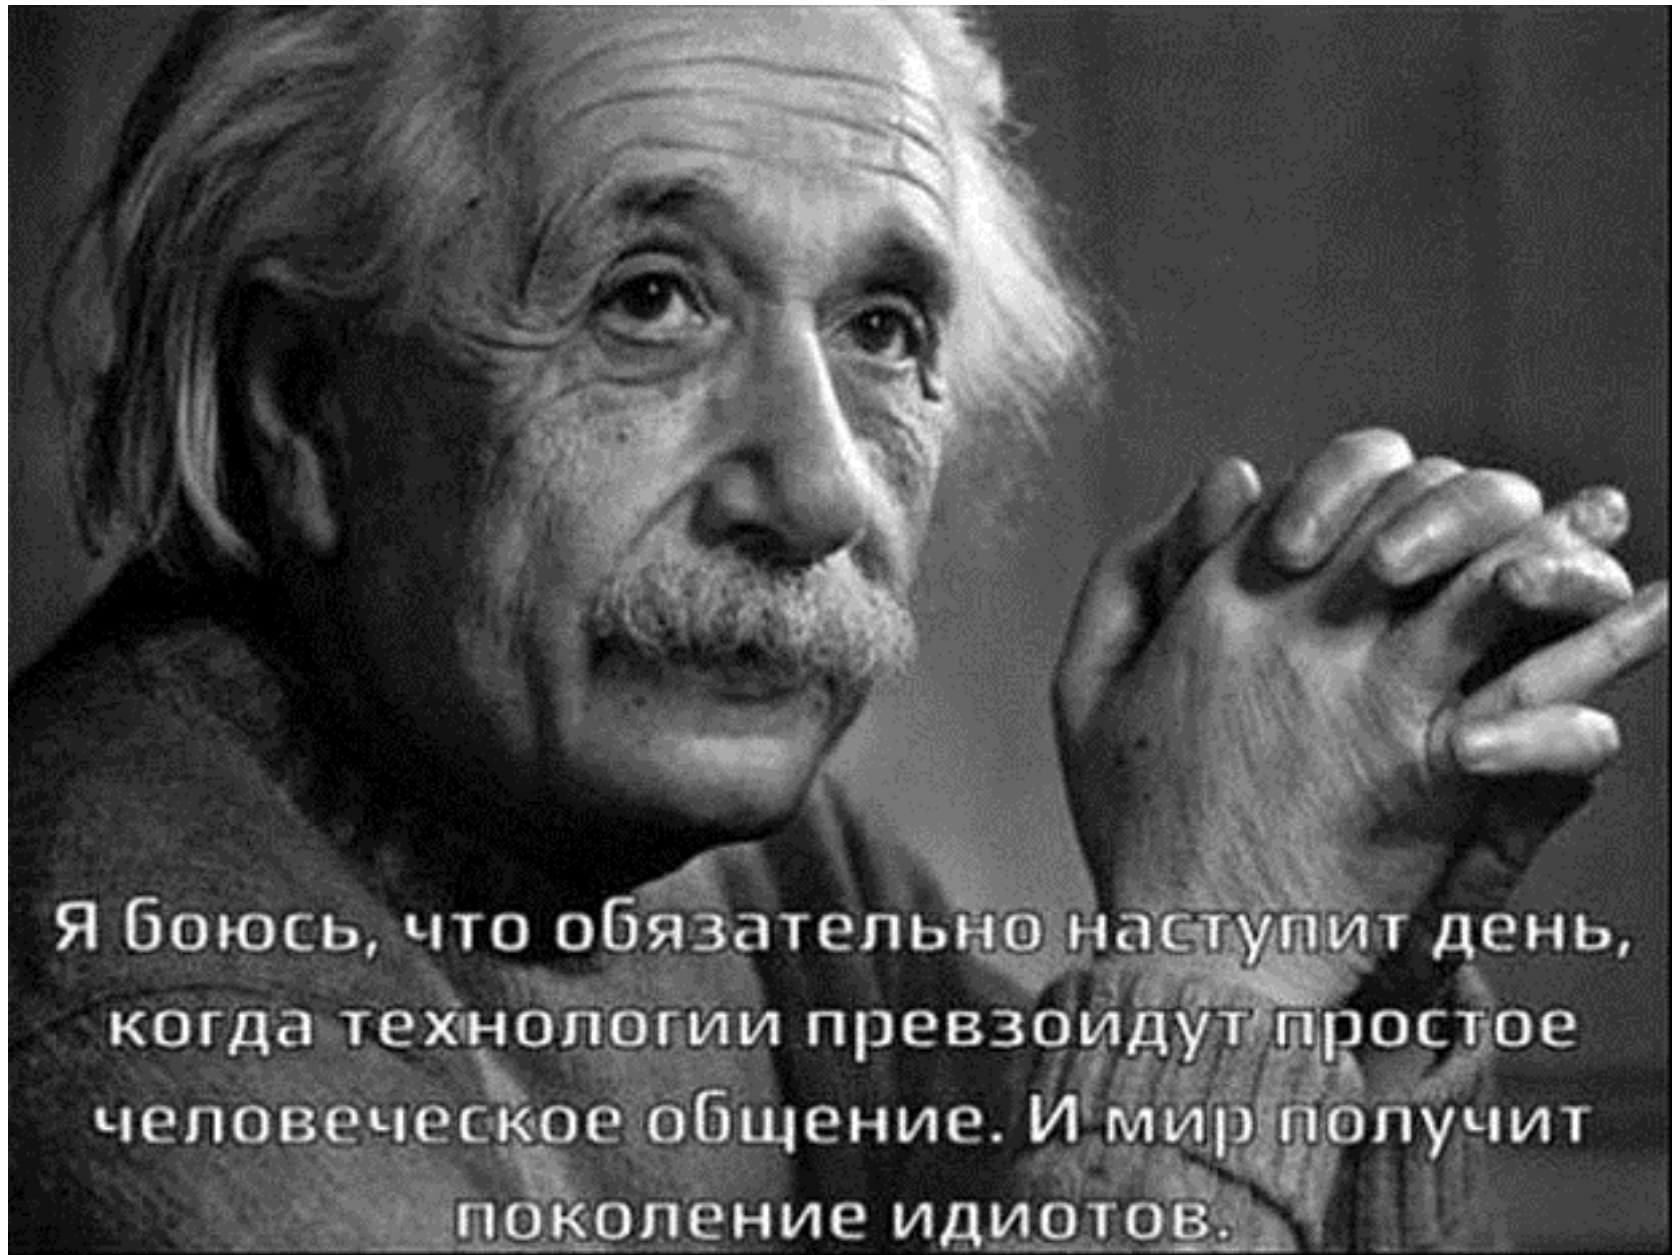 Я боюсь, что обязательно наступит день,
когда технологии превзойдут простое
человеческое общение. И мир получит
поколение идиотов.